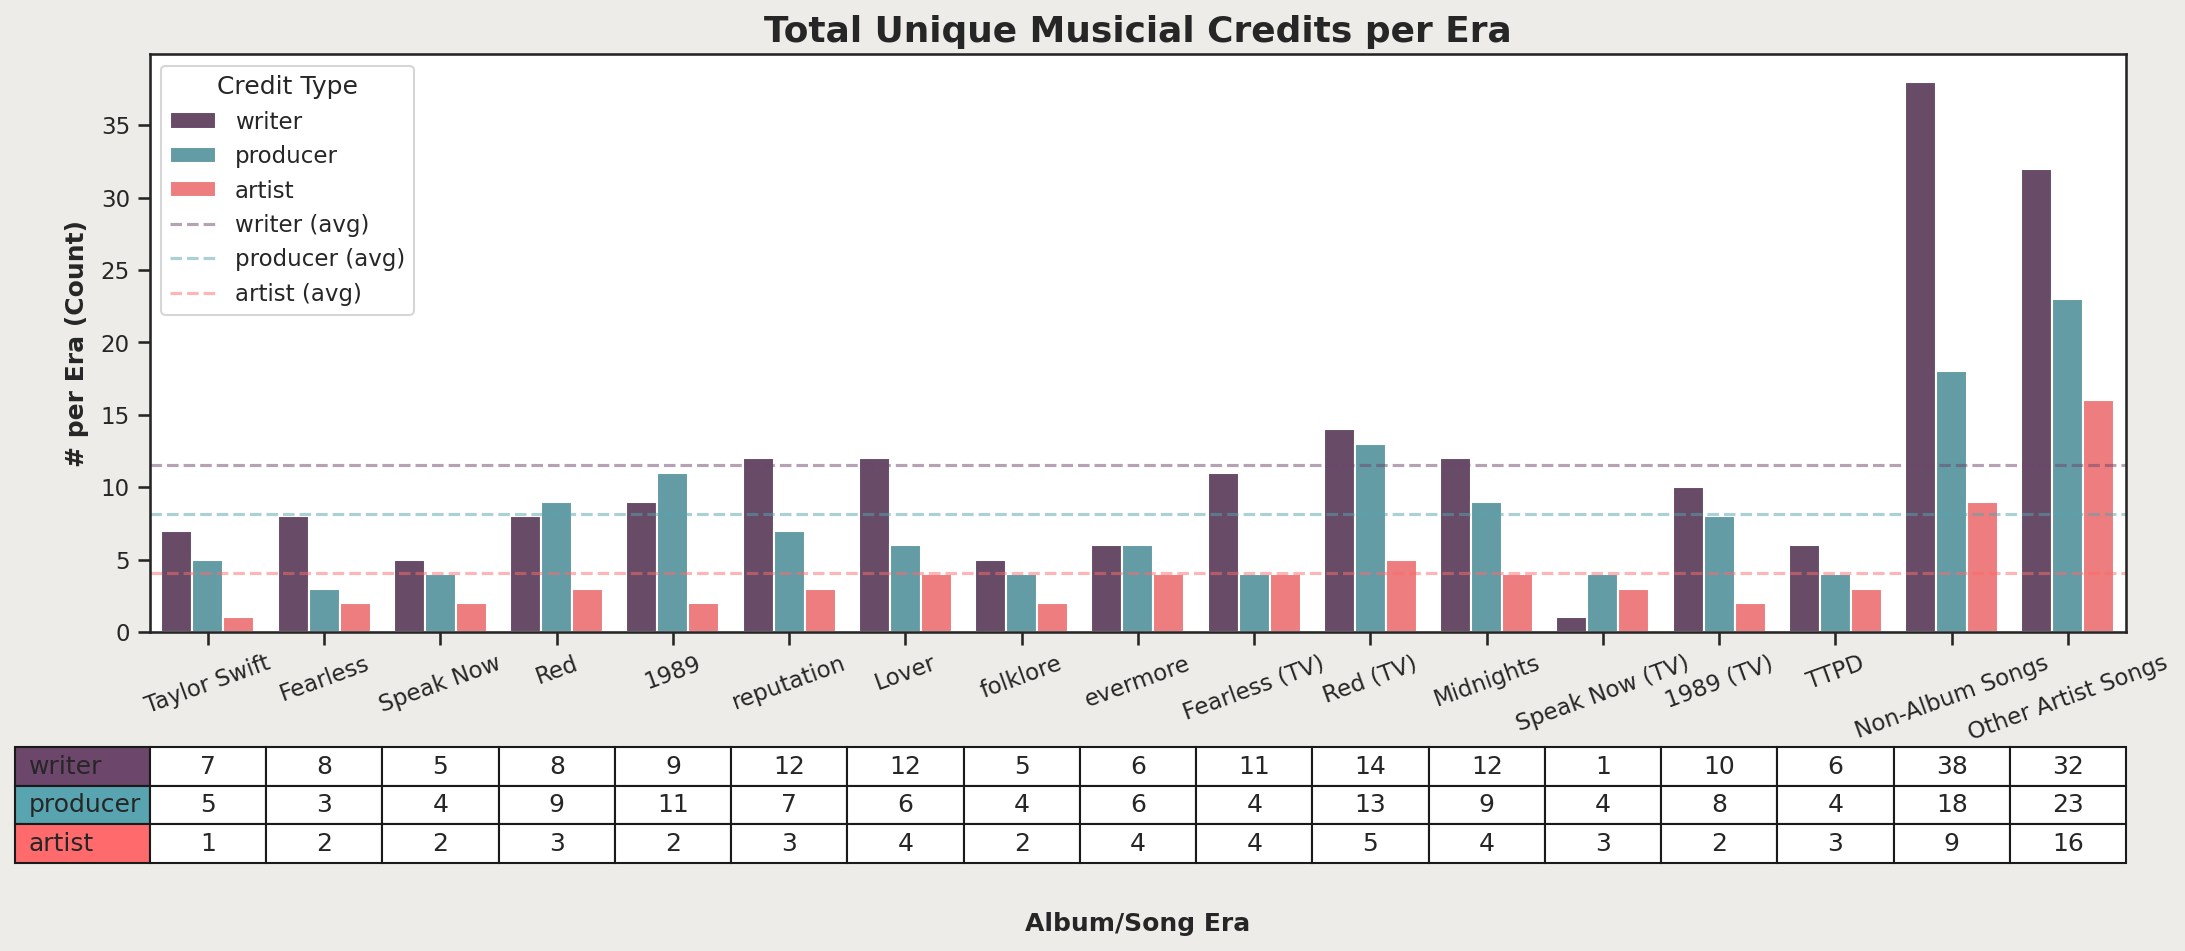 Total Unique Musicial Credits per Era
Credit Type
writer
producer
artist
writer (avg)
producer (avg)
artist (avg)
# per Era (Count)
35
30
25
20
15
10
5
0
Taylor Swift
Fearless
Speak Now
Red
1989
reputation
Lover
folklore
evermore
Fearless (TV)
Red (TV)
Midnights
Speak Now (TV)
1989 (TV)
TTPD
Non-Album Songs
Other Artist Songs
writer 7 8 5 8 9 12 12 5 6 11 14 12 1 10 6 38 32
producer 5 3 4 9 11 7 6 4 6 4 13 9 4 8 4 18 23
artist 1 2 2 3 2 3 4 2 4 4 5 4 3 2 3 9 16
Album/Song Era